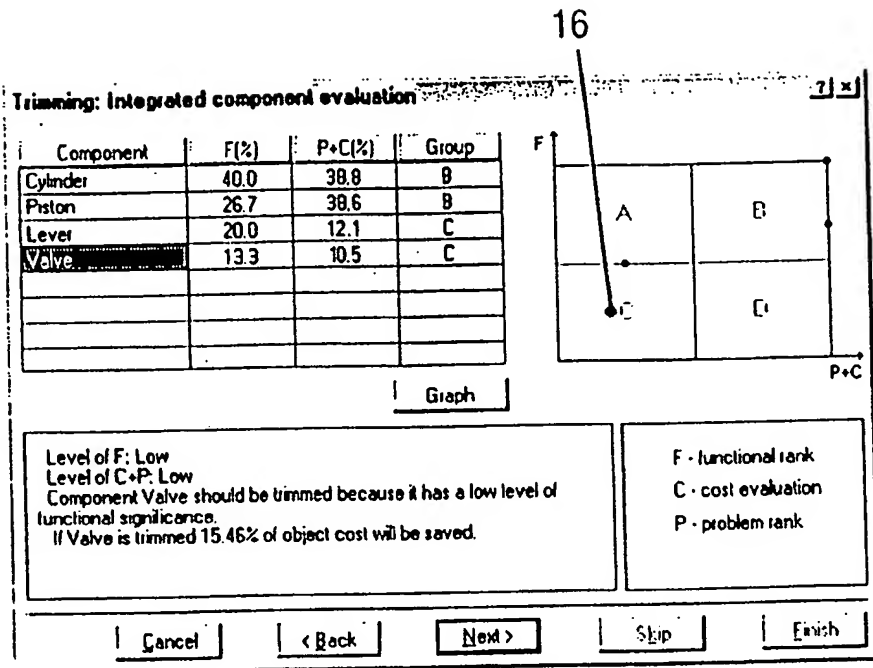 16
Trimming: Integrated component evaluation ? x
Component F(%) P+C(%) Group
Cylinder 40.0 38.8 B
Piston 26.7 38.6 B
Lever 20.0 12.1 C
Valve 13.3 10.5 C
Graph
F
A B
C D
P+C
Level of F: Low
Level of C+P: Low
Component Valve should be trimmed because it has a low level of
functional significance.
If Valve is trimmed 15.46% of object cost will be saved.
F - functional rank
C - cost evaluation
P - problem rank
Cancel < Back Next > Skip Finish